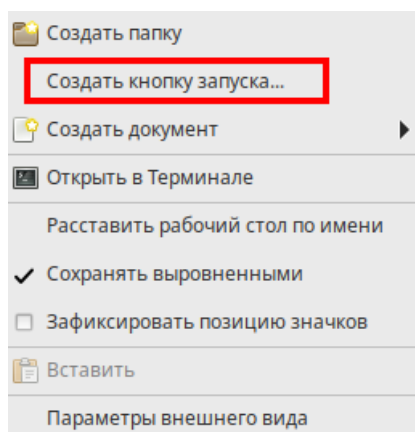 Создать папку
Создать кнопку запуска...
Создать документ
Открыть в Терминале
Расставить рабочий стол по имени
Сохранять выровненными
Зафиксировать позицию значков
Вставить
Параметры внешнего вида